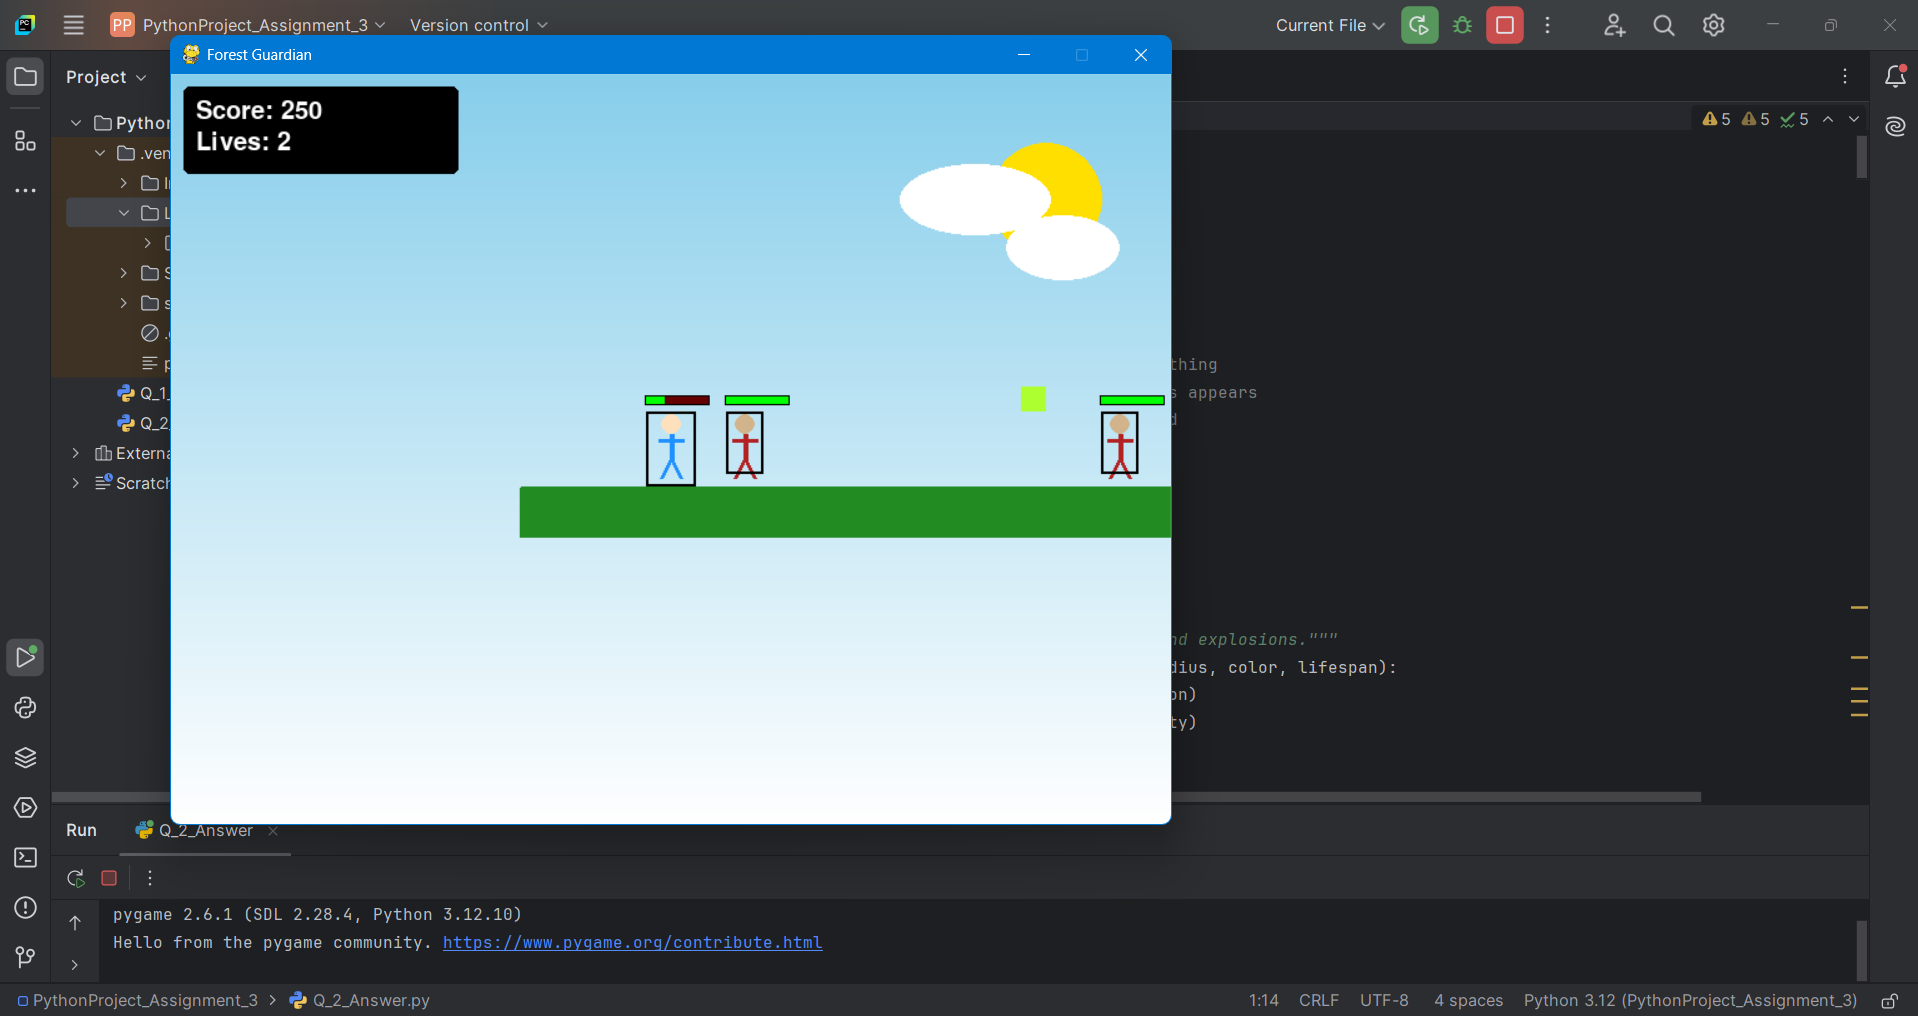 PP PythonProject_Assignment_3 Version control Current File
Forest Guardian
Project
Score: 250
Lives: 2
5 5 5
Python
.ven
L
thing
s appears
Q_1_
Q_2_
Externa
Scratch
nd explosions."""
dius, color, lifespan):
on)
ty)
Run Q_2_Answer
pygame 2.6.1 (SDL 2.28.4, Python 3.12.10)
Hello from the pygame community. https://www.pygame.org/contribute.html
PythonProject_Assignment_3 > Q_2_Answer.py 1:14 CRLF UTF-8 4 spaces Python 3.12 (PythonProject_Assignment_3)